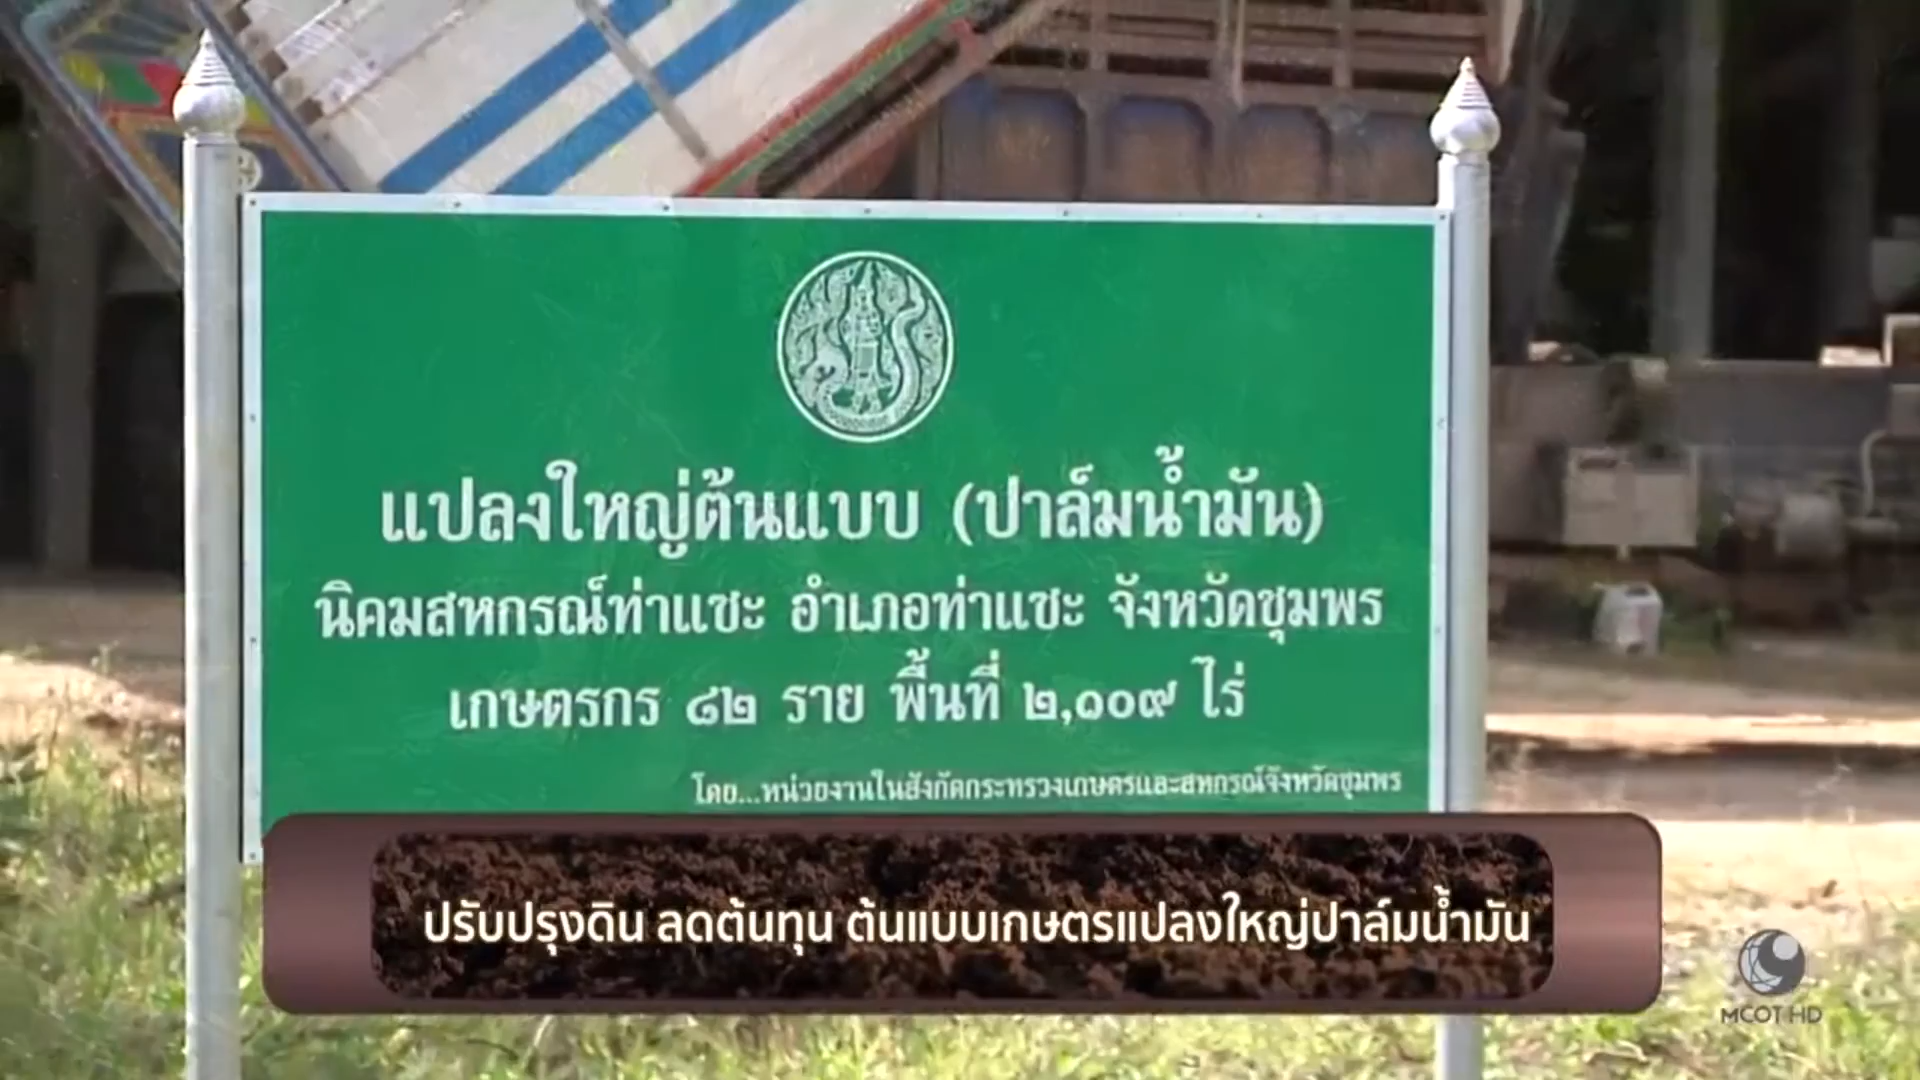 แปลงใหญ่ต้นแบบ (ปาล์มน้ำมัน)
นิคมสหกรณ์ท่าแซะ อำเภอท่าแซะ จังหวัดชุมพร
เกษตรกร ๘๒ ราย พื้นที่ ๒,๑๐๙ ไร่
โดย...หน่วยงานในสังกัดกระทรวงเกษตรและสหกรณ์จังหวัดชุมพร
ปรับปรุงดิน ลดต้นทุน ต้นแบบเกษตรแปลงใหญ่ปาล์มน้ำมัน
MCOT HD